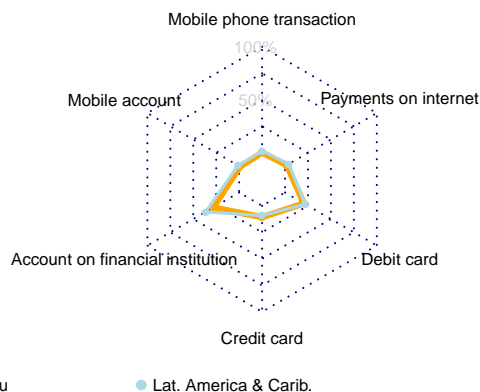 Mobile phone transaction
100%
Mobile account
50%
Payments on internet
Account on financial institution
Debit card
Credit card
u
Lat. America & Carib.